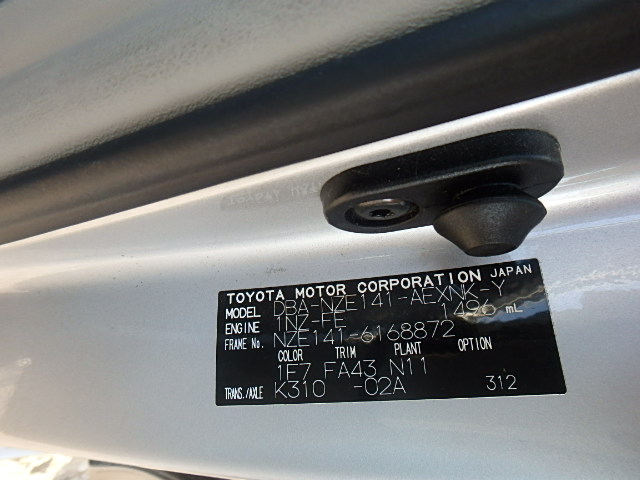 TOYOTA MOTOR CORPORATION JAPAN
MODEL DBA-NZE141-AEXNK-Y
ENGINE 1NZ-FE 1496 mL
FRAME No. NZE141-6168872
COLOR TRIM PLANT OPTION
1E7 FA43 N11
TRANS./AXLE K310 -02A 312